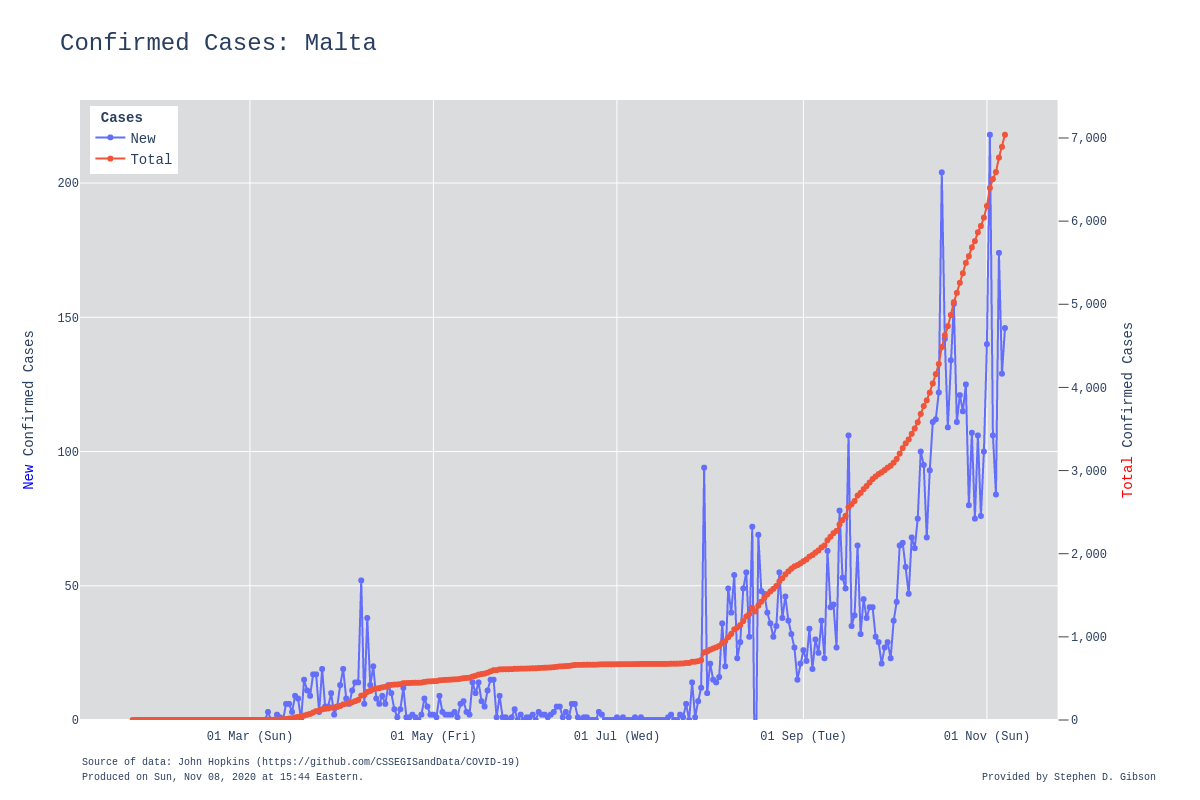 Confirmed Cases: Malta
Cases
New
Total
200
150
100
50
0
7,000
6,000
5,000
4,000
3,000
2,000
1,000
0
New Confirmed Cases
Total Confirmed Cases
01 Mar (Sun)
01 May (Fri)
01 Jul (Wed)
01 Sep (Tue)
01 Nov (Sun)
Source of data: John Hopkins (https://github.com/CSSEGISandData/COVID-19)
Produced on Sun, Nov 08, 2020 at 15:44 Eastern.
Provided by Stephen D. Gibson